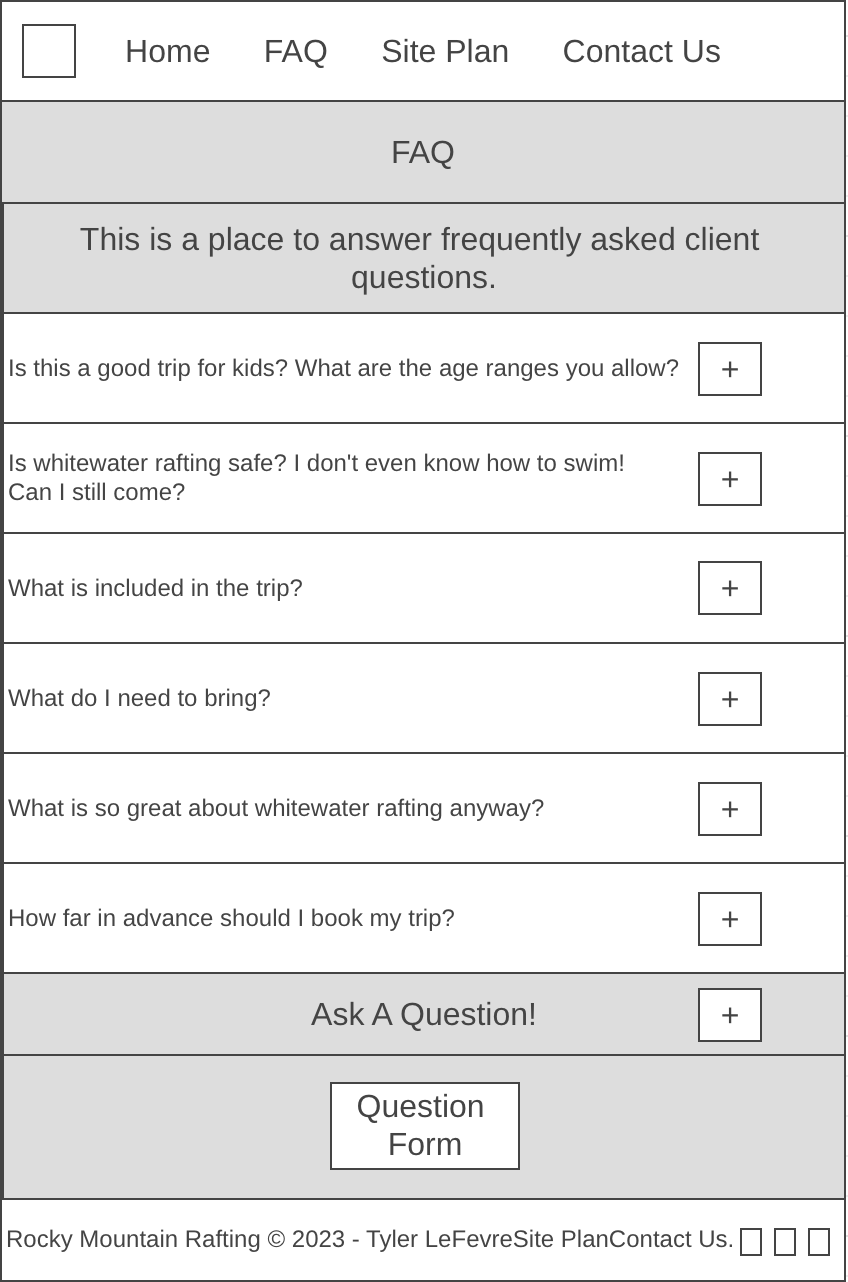 Home FAQ Site Plan Contact Us
FAQ
This is a place to answer frequently asked client
questions.
Is this a good trip for kids? What are the age ranges you allow? +
Is whitewater rafting safe? I don't even know how to swim!
Can I still come?
+
What is included in the trip? +
What do I need to bring? +
What is so great about whitewater rafting anyway? +
How far in advance should I book my trip? +
Ask A Question! +
Question
Form
Rocky Mountain Rafting © 2023 - Tyler LeFevreSite PlanContact Us.